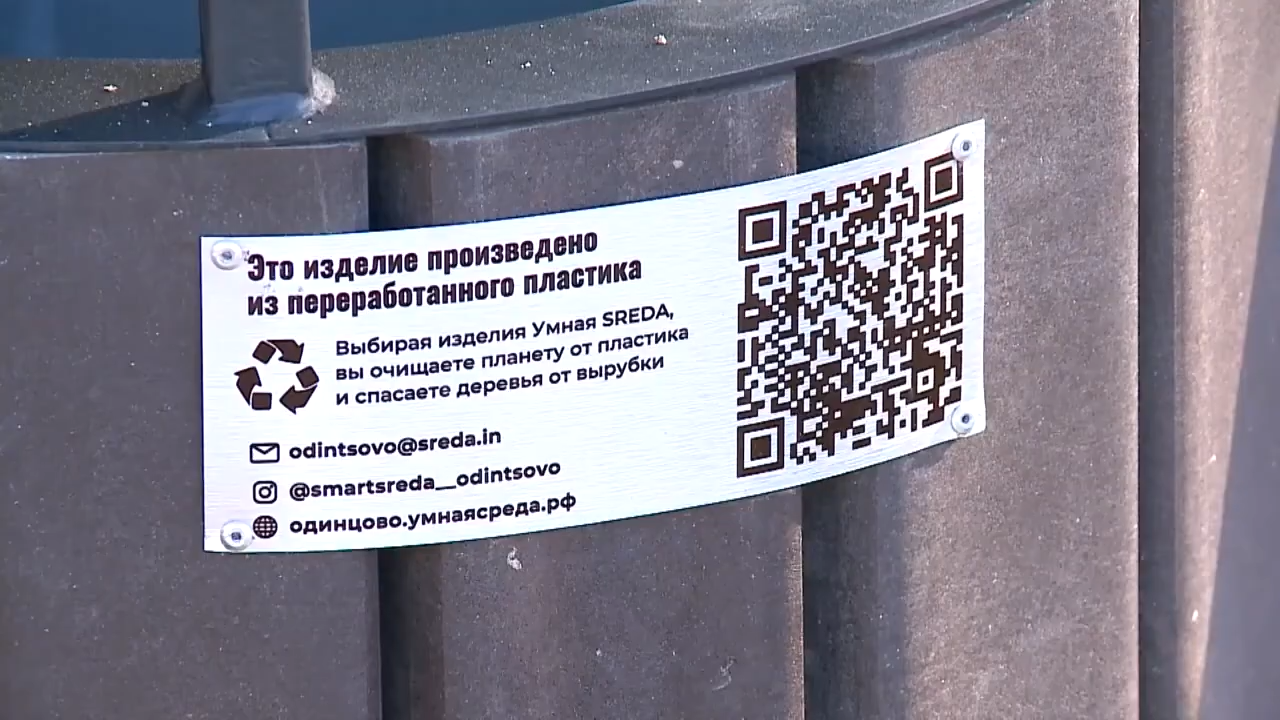 Это изделие произведено
из переработанного пластика
Выбирая изделия Умная SREDA,
вы очищаете планету от пластика
и спасаете деревья от вырубки
odintsovo@sreda.in
@smartsreda__odintsovo
одинцово.умнаясреда.рф